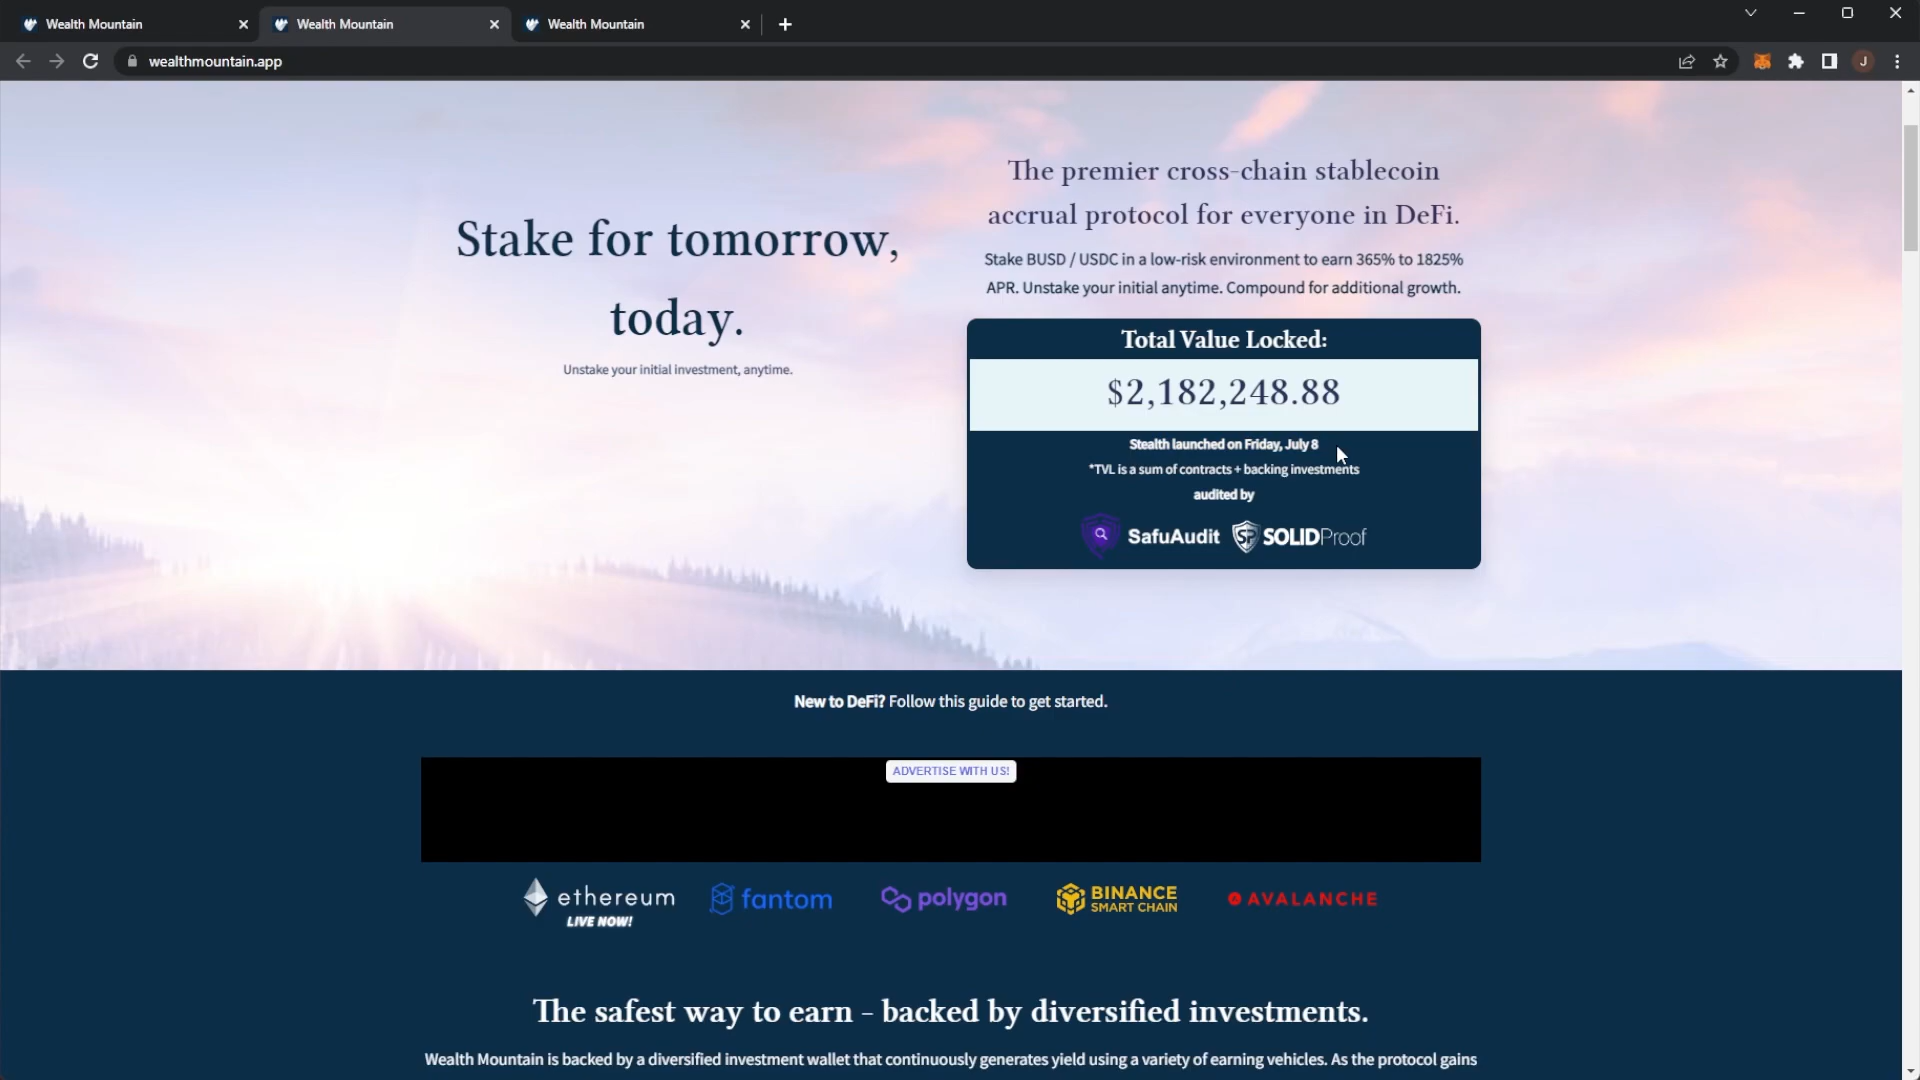 Wealth Mountain
Wealth Mountain
Wealth Mountain
wealthmountain.app
J
Stake for tomorrow,
today.
Unstake your initial investment, anytime.
The premier cross-chain stablecoin
accrual protocol for everyone in DeFi.
Stake BUSD / USDC in a low-risk environment to earn 365% to 1825%
APR. Unstake your initial anytime. Compound for additional growth.
Total Value Locked:
$2,182,248.88
Stealth launched on Friday, July 8
*TVL is a sum of contracts + backing investments
audited by
SafuAudit SOLIDProof
New to DeFi? Follow this guide to get started.
ADVERTISE WITH US!
ethereum
LIVE NOW!
fantom
polygon
BINANCE
SMART CHAIN
AVALANCHE
The safest way to earn - backed by diversified investments.
Wealth Mountain is backed by a diversified investment wallet that continuously generates yield using a variety of earning vehicles. As the protocol gains